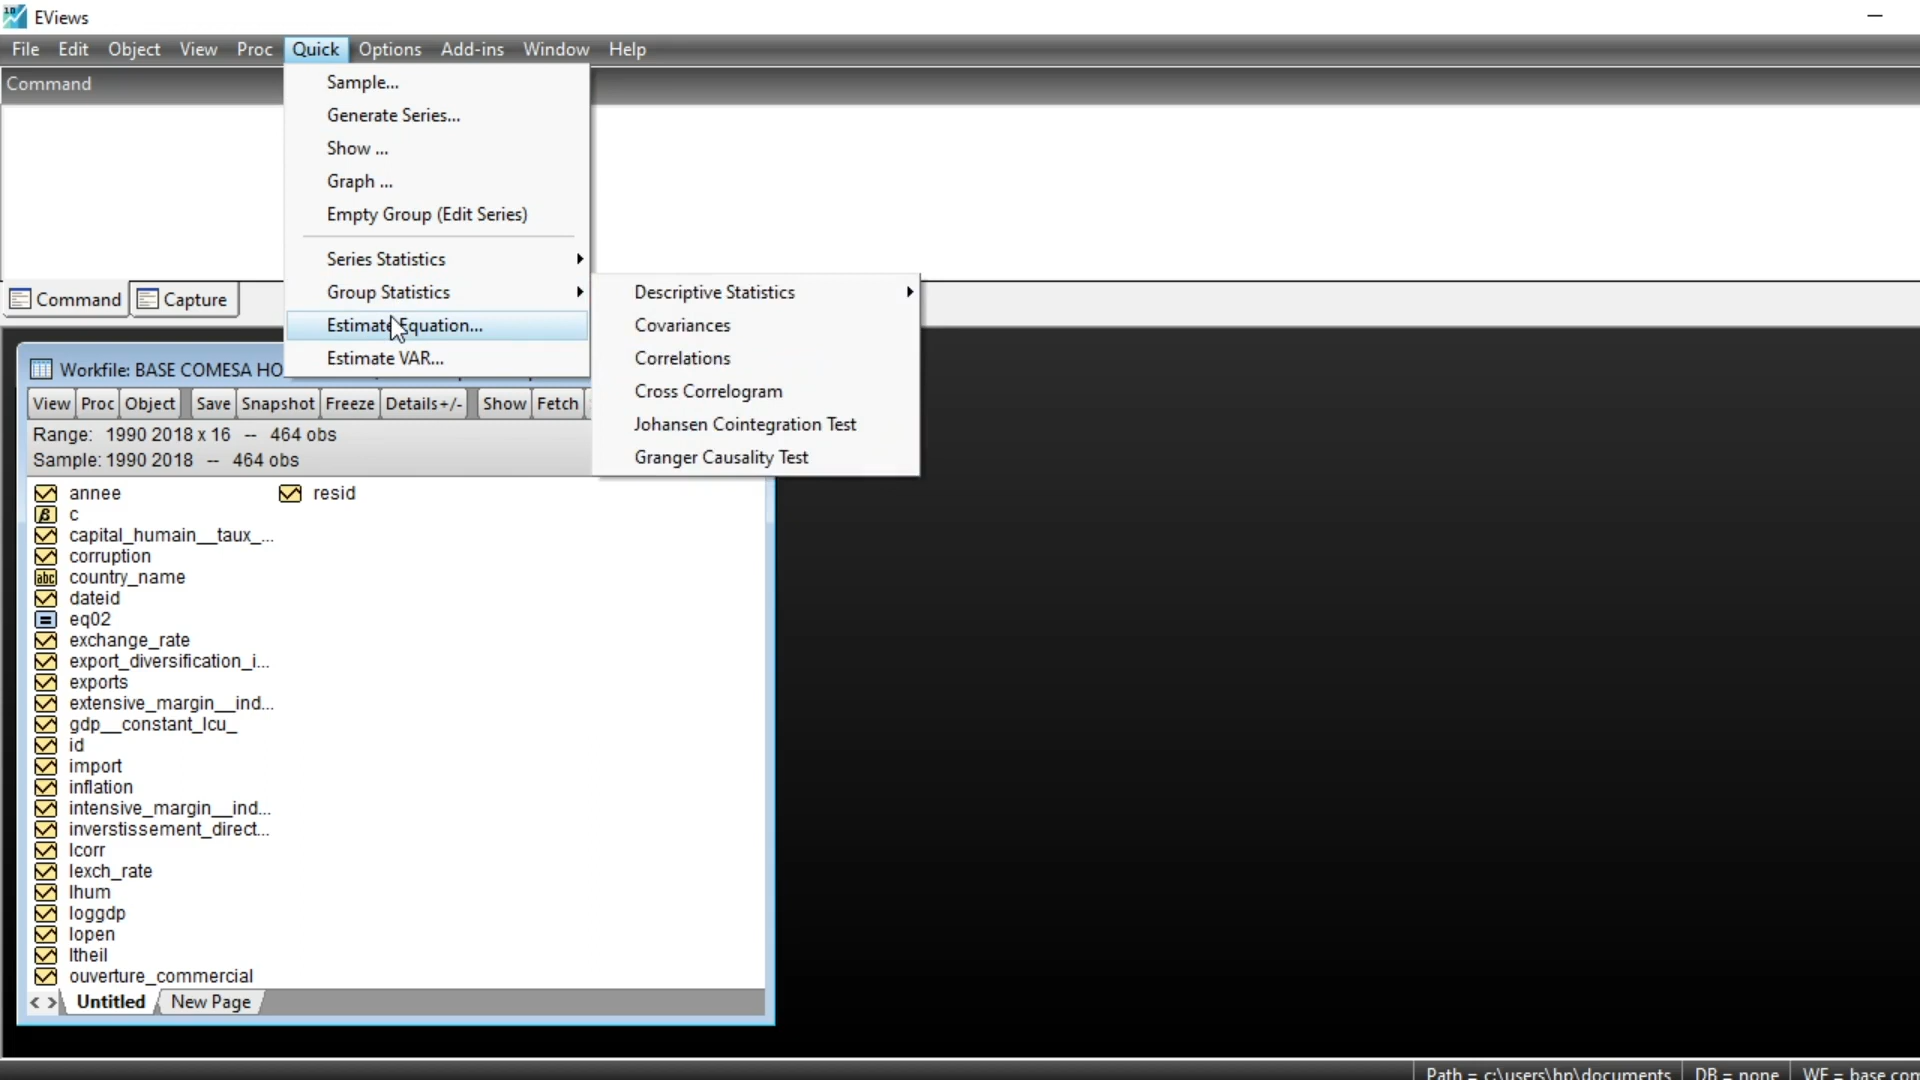 EViews
File Edit Object View Proc Quick Options Add-ins Window Help
Command
Sample...
Generate Series...
Show ...
Graph ...
Empty Group (Edit Series)
Series Statistics
Group Statistics
Estimate Equation...
Estimate VAR...
Descriptive Statistics
Covariances
Correlations
Cross Correlogram
Johansen Cointegration Test
Granger Causality Test
Command Capture
Workfile: BASE COMESA HO
View Proc Object Save Snapshot Freeze Details+/- Show Fetch
Range: 1990 2018 x 16 -- 464 obs
Sample: 1990 2018 -- 464 obs
annee
c
capital_humain__taux_...
corruption
country_name
dateid
eq02
exchange_rate
export_diversification_i...
exports
extensive_margin__ind...
gdp__constant_lcu_
id
import
inflation
intensive_margin__ind...
inverstissement_direct...
lcorr
lexch_rate
lhum
loggdp
lopen
ltheil
ouverture_commercial
resid
< > Untitled New Page
Path = c:\users\hp\documents DB = none WF = base com